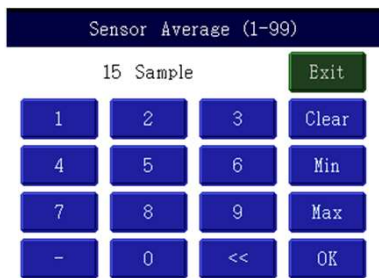 Sensor Average (1-99)
15 Sample Exit
1 2 3 Clear
4 5 6 Min
7 8 9 Max
- 0 << OK